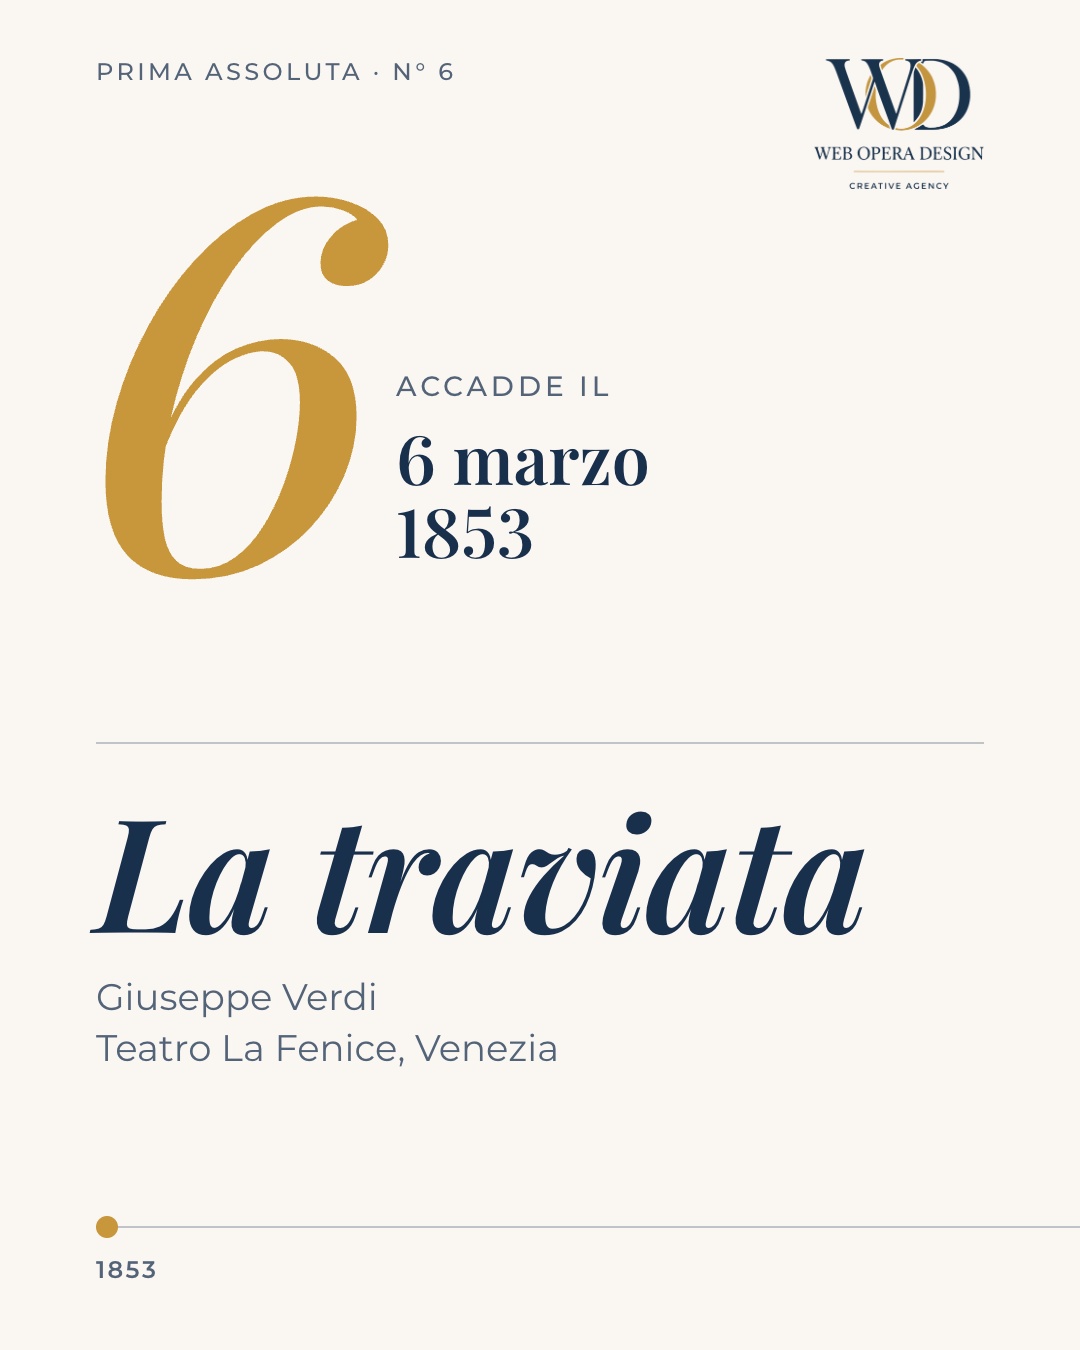 PRIMA ASSOLUTA · N° 6
WOD
WEB OPERA DESIGN
CREATIVE AGENCY
6
ACCADDE IL
6 marzo
1853
La traviata
Giuseppe Verdi
Teatro La Fenice, Venezia
1853